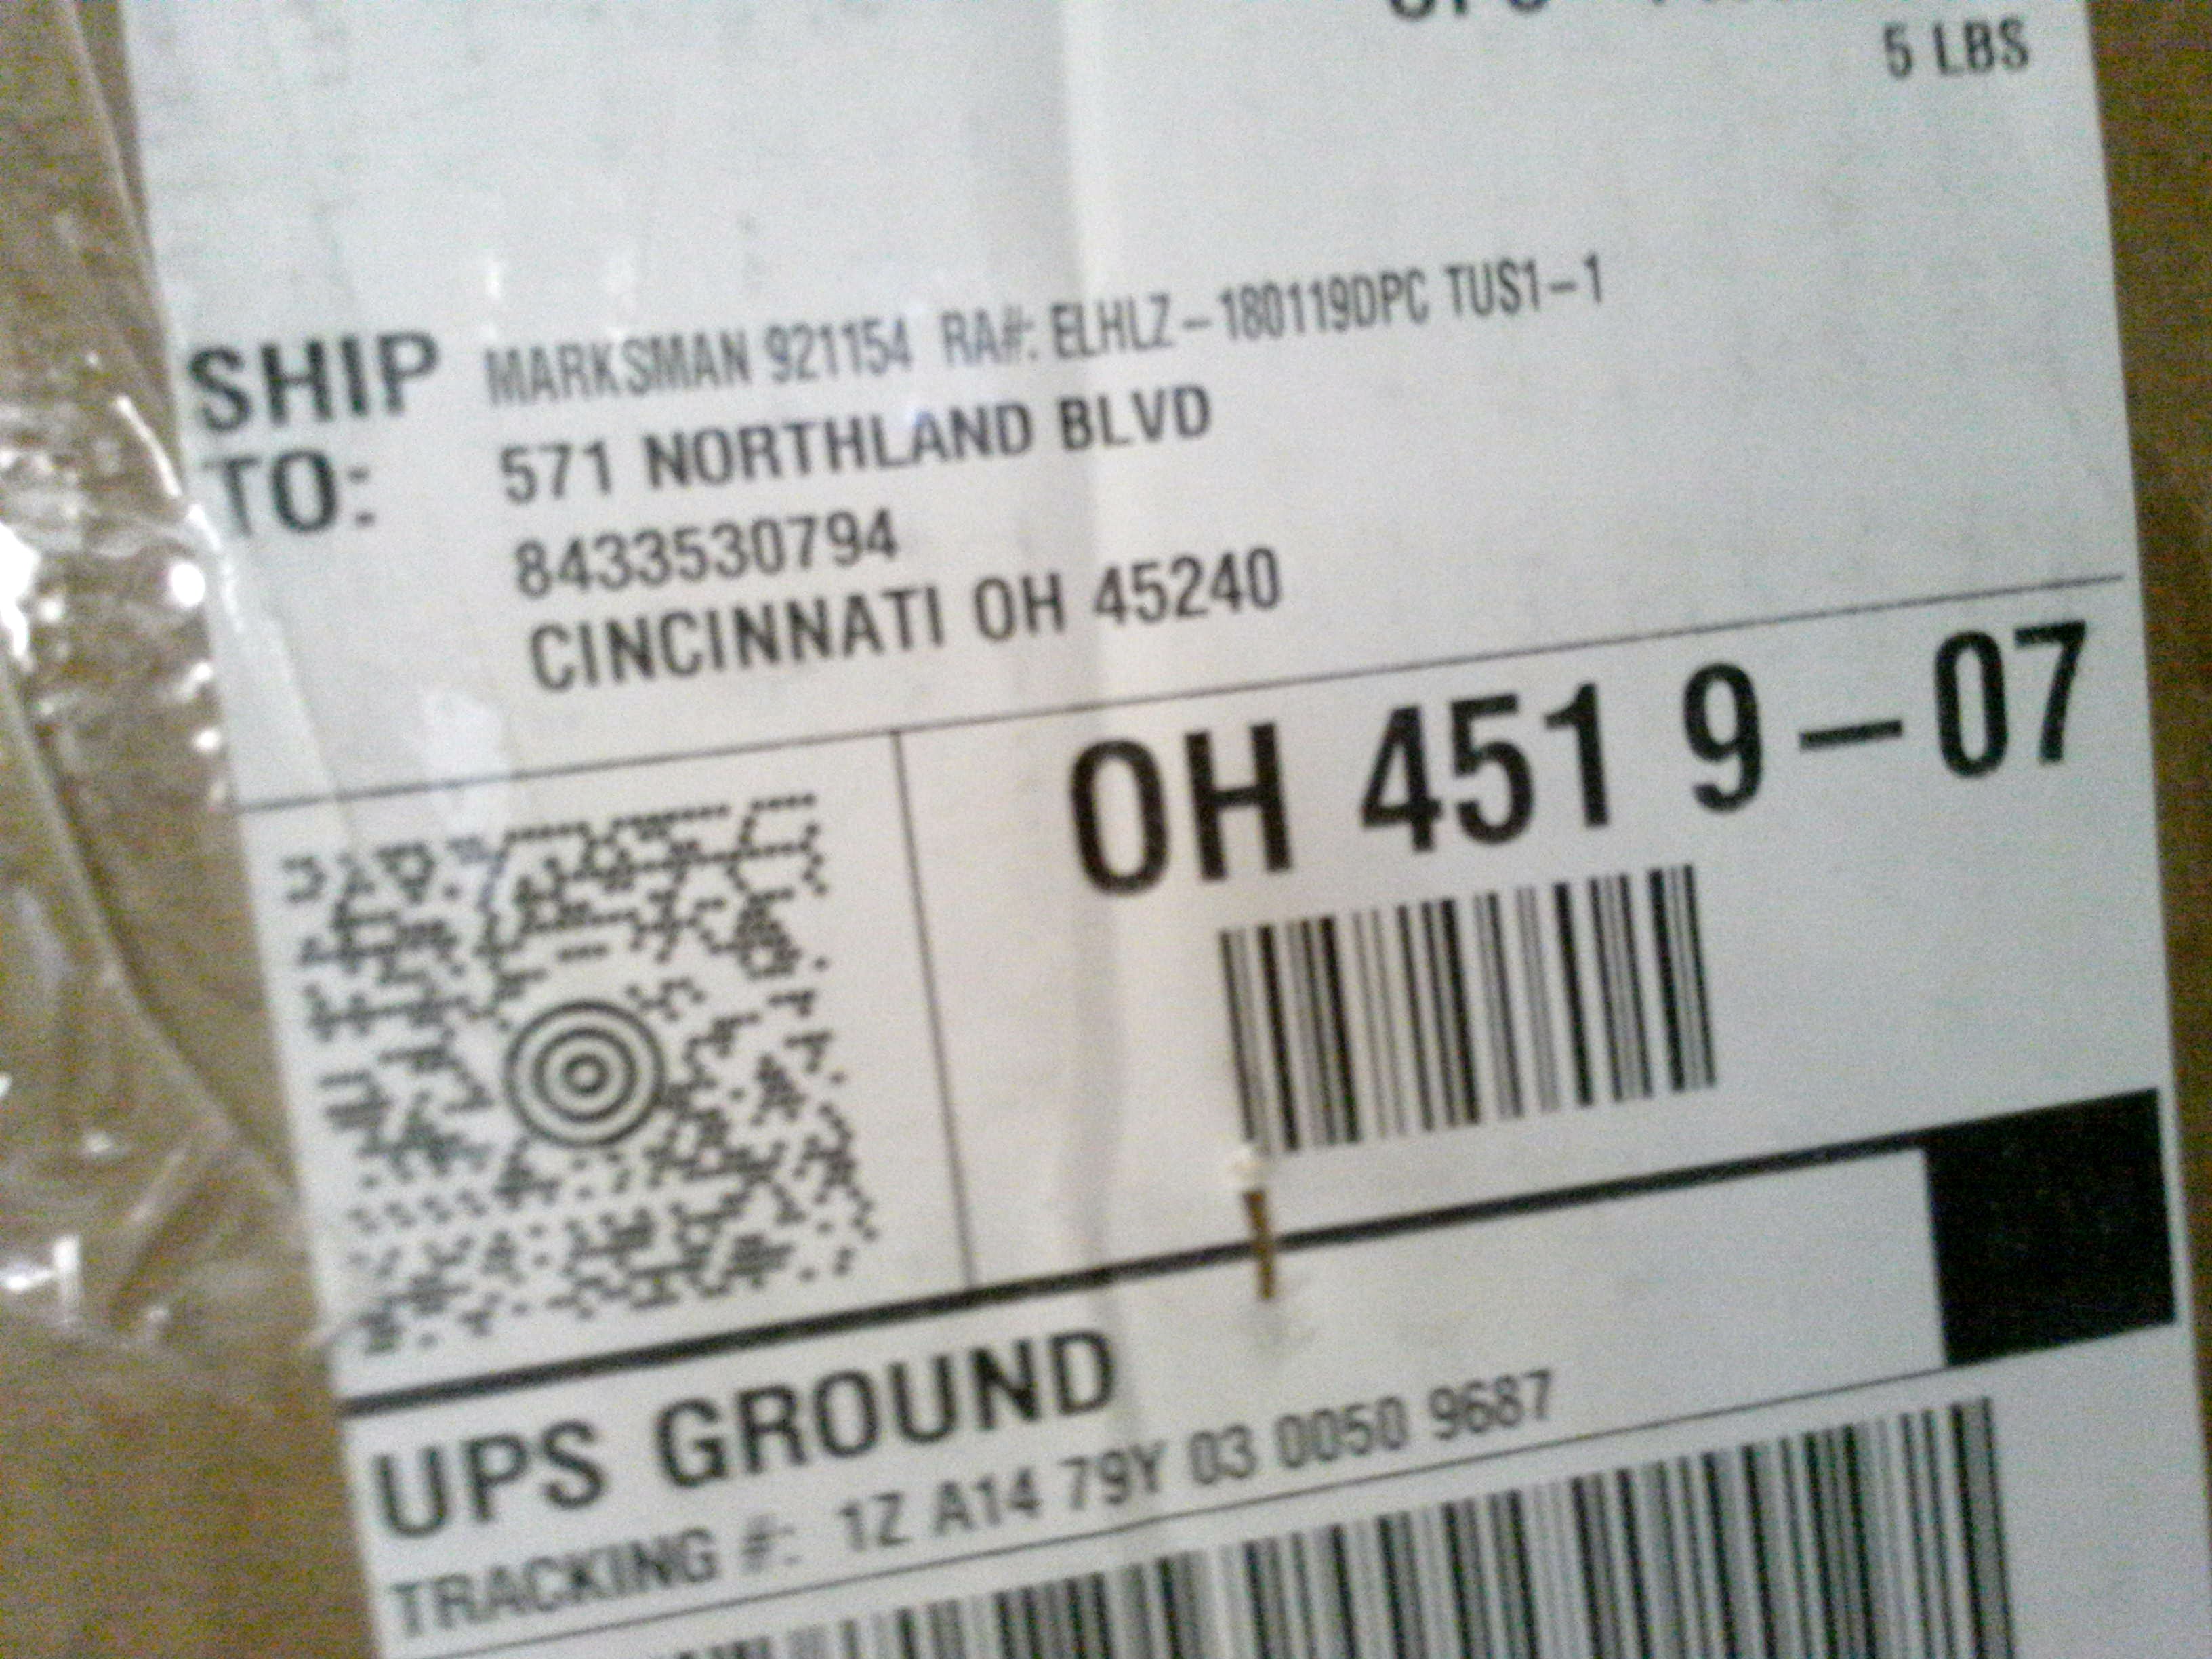 5 LBS
SHIP TO:
MARKSMAN 921154 RA#: ELHLZ-180119DPC TUS1-1
571 NORTHLAND BLVD
8433530794
CINCINNATI OH 45240
OH 451 9-07
UPS GROUND
TRACKING #: 1Z A14 79Y 03 0050 9687